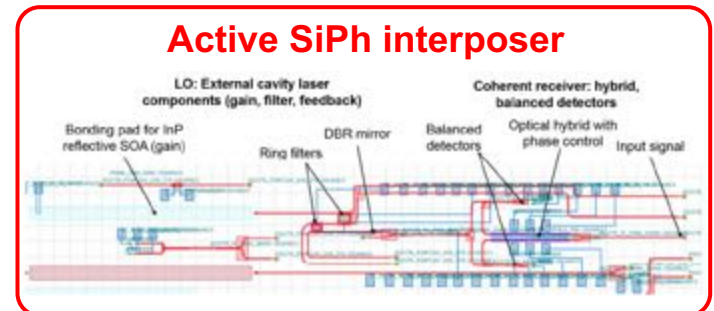 Active SiPh interposer
LO: External cavity laser
components (gain, filter, feedback)
Coherent receiver: hybrid,
balanced detectors
Bonding pad for InP
reflective SOA (gain)
Ring filters
DBR mirror
Balanced
detectors
Optical hybrid with
phase control
Input signal